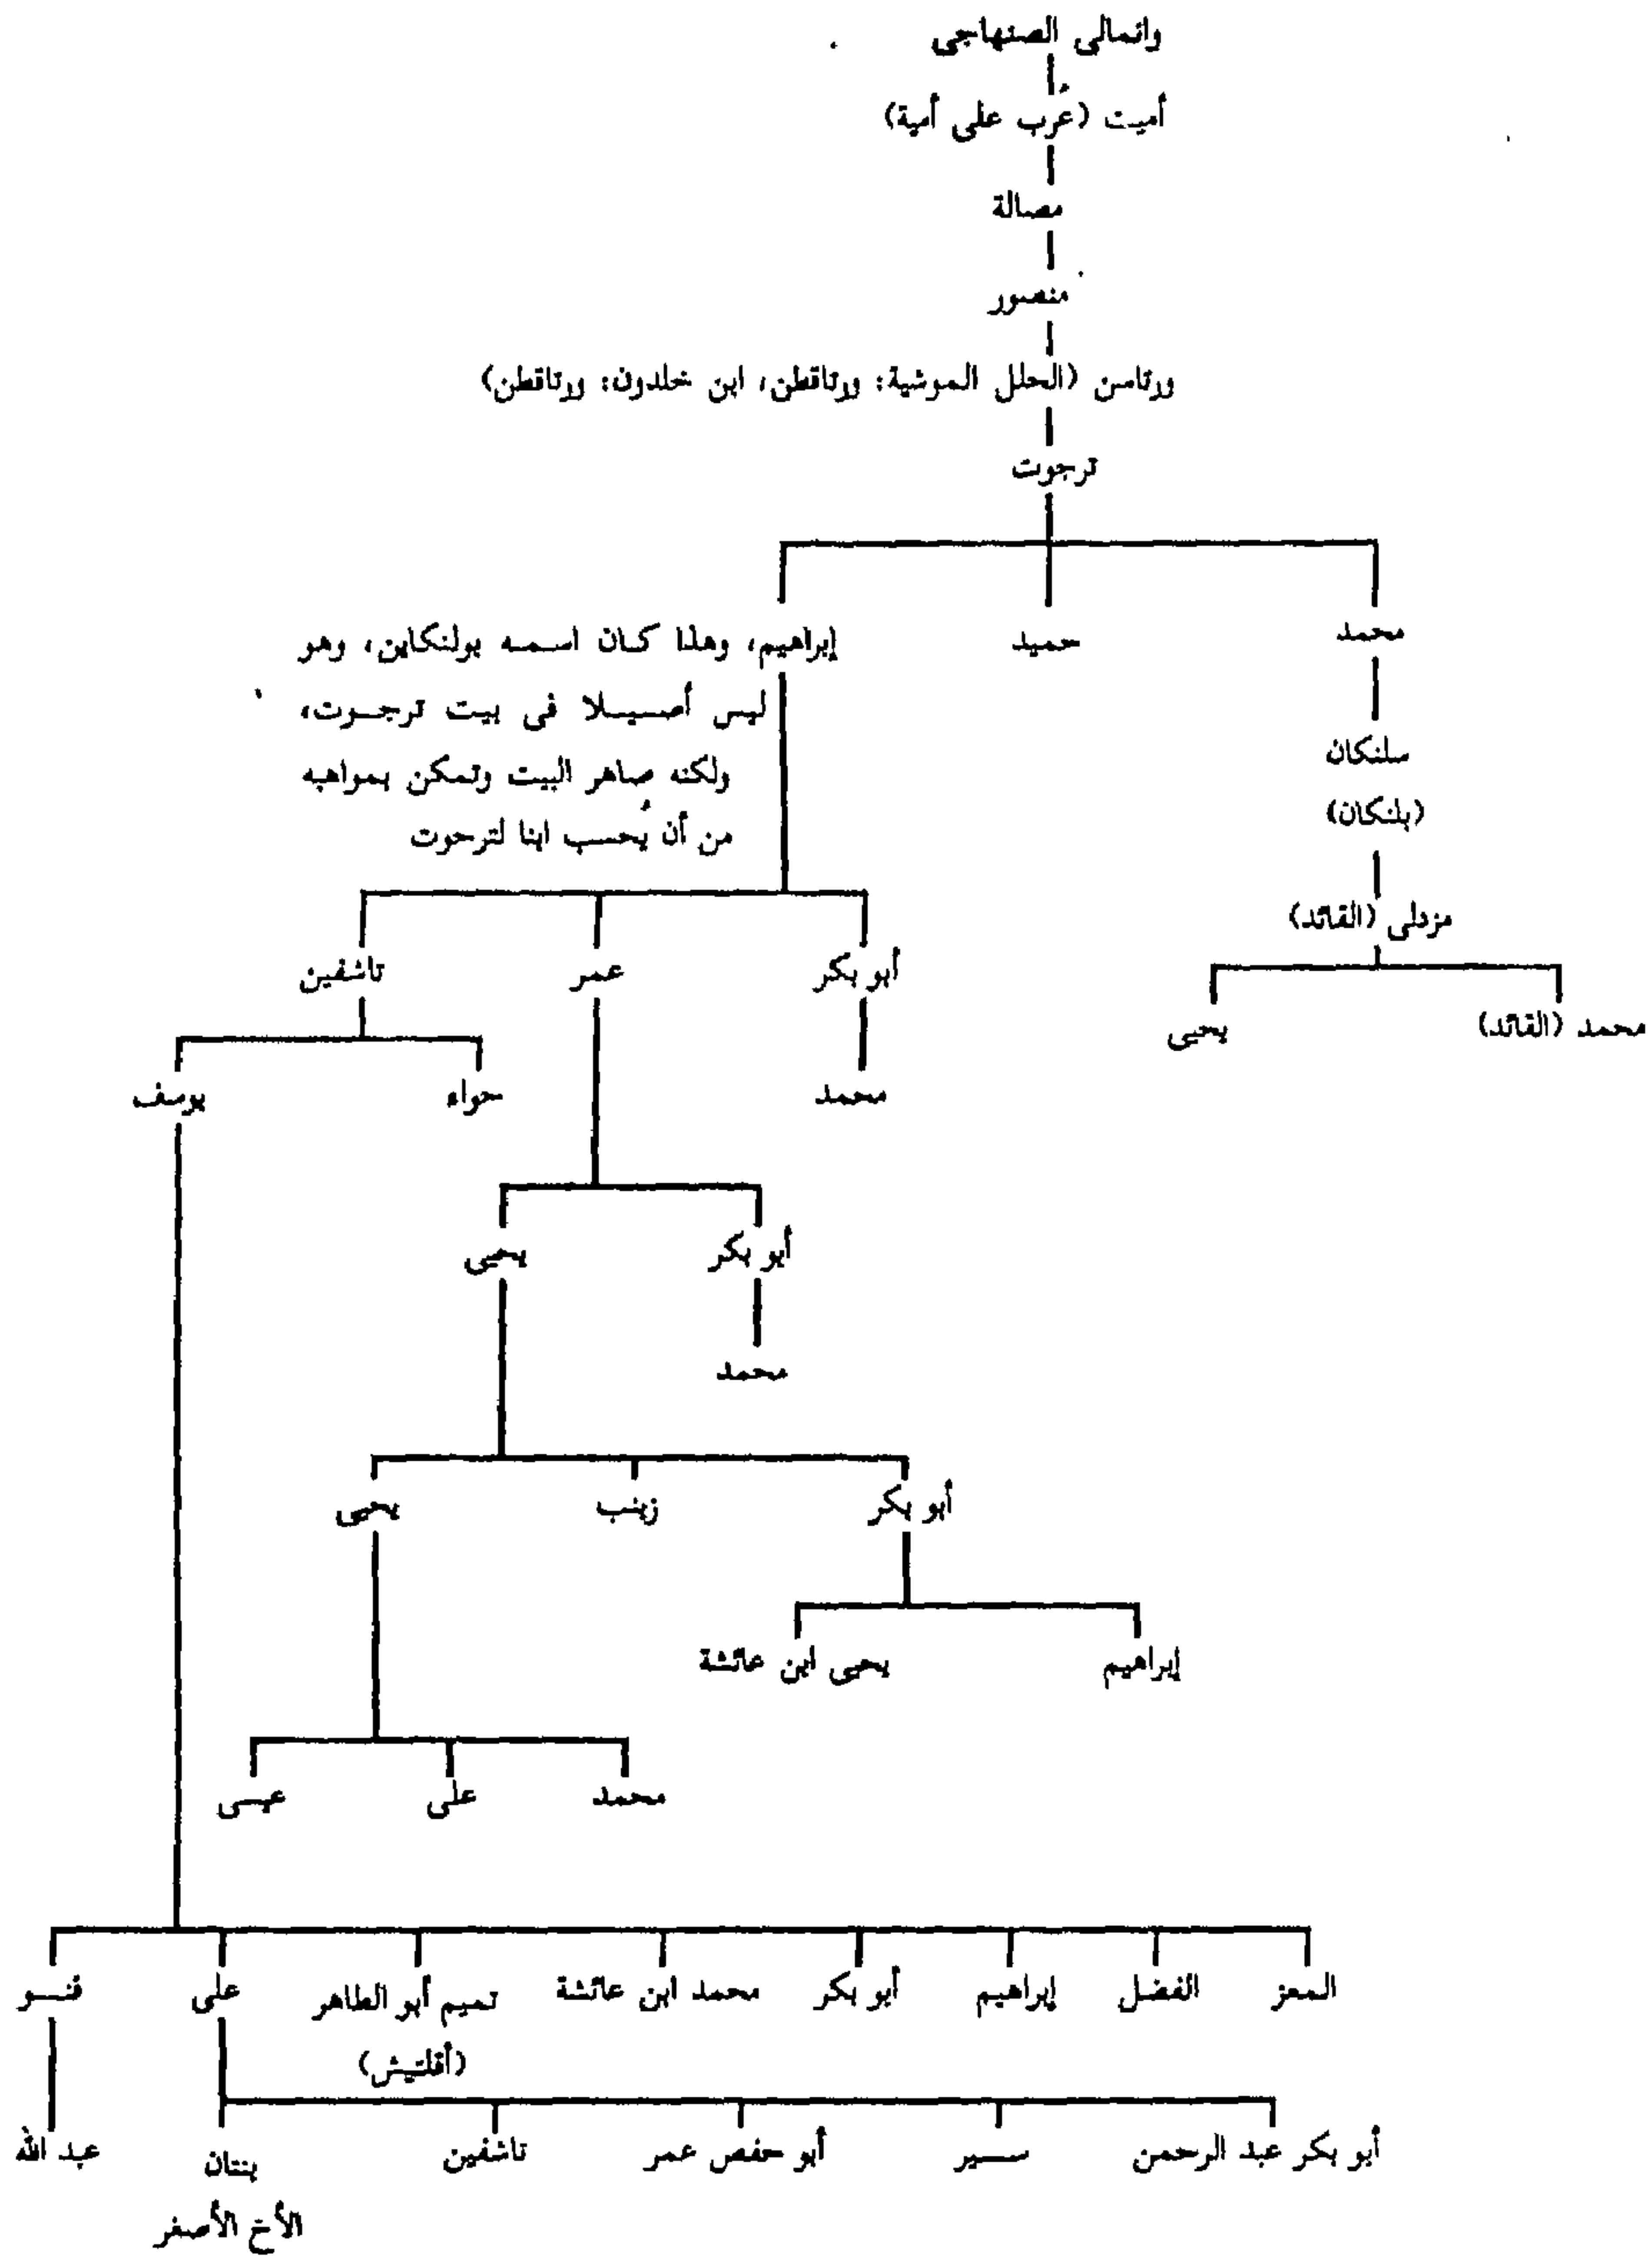 وانمالى الصنهاجى
أميت (عُرب على أمية)
مصالة
منصور
ورتاسن (الحلل الموشية: ورتاقطن، ابن خلدون: ورتاقطن)
ترجوت
محمد
حميد
إبراهيم، وهذا كان اسمه بولنكاين، وهو
ليس أصيلا فى بيت ترجوت،
ولكنه صاهر البيت وتمكن بمواهبه
من أن يُحسب ابنا لترحوت
سلنكان
(بلنكان)
مزدلى (القائد)
محمد (القائد)
يحيى
أبو بكر
عمر
تاشفين
محمد
حواء
يوسف
أبو بكر
يحيى
محمد
أبو بكر
زينب
يحيى
إبراهيم
يحيى ابن عائشة
محمد
على
عيسى
المعز
الفضل
إبراهيم
أبو بكر
محمد ابن عائشة
تميم أبو الطاهر
(أقلتيش)
على
فنو
أبو بكر عبد الرحمن
سير
أبو حفص عمر
تاشفين
بنتان
الأخ الأصغر
عبد الله